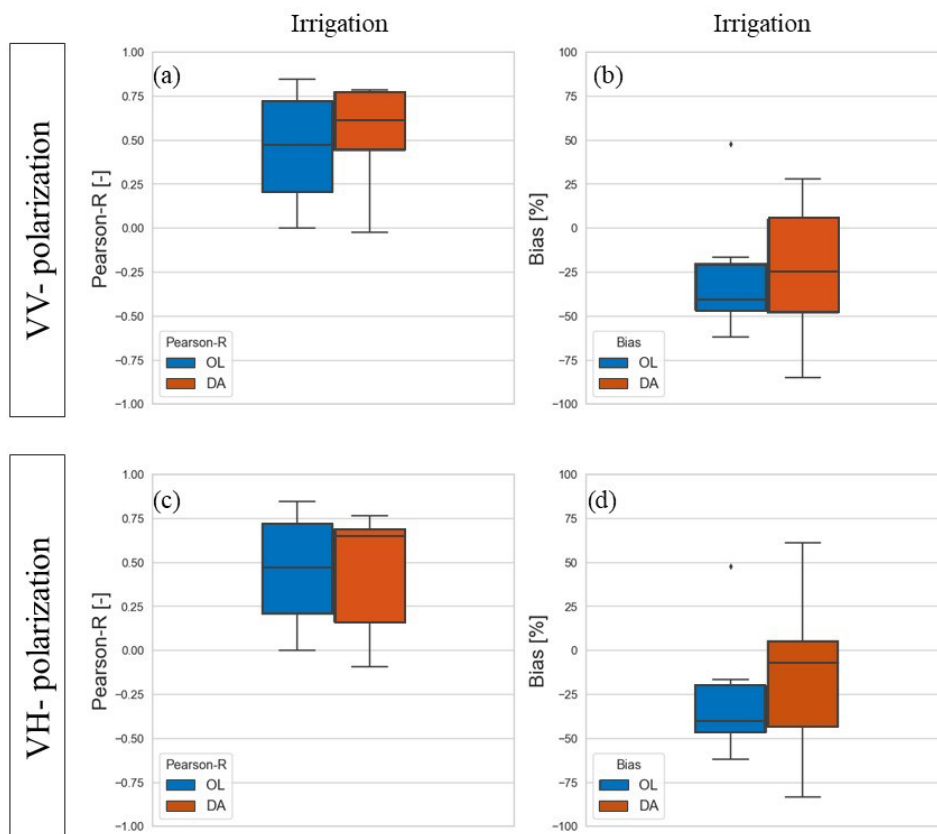 Irrigation
Irrigation
VV- polarization
(a)
Pearson-R [-]
1.00
0.75
0.50
0.25
0.00
−0.25
−0.50
−0.75
−1.00
Pearson-R
OL
DA
(b)
Bias [%]
100
75
50
25
0
−25
−50
−75
−100
Bias
OL
DA
VH- polarization
(c)
Pearson-R [-]
1.00
0.75
0.50
0.25
0.00
−0.25
−0.50
−0.75
−1.00
Pearson-R
OL
DA
(d)
Bias [%]
100
75
50
25
0
−25
−50
−75
−100
Bias
OL
DA